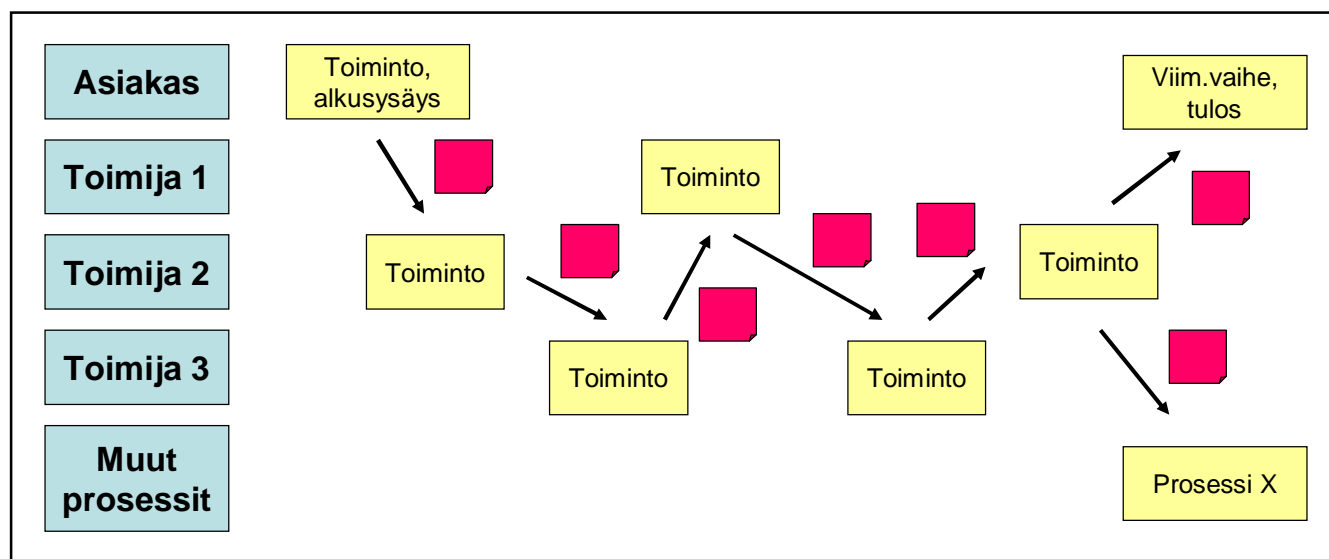 Asiakas
Toimija 1
Toimija 2
Toimija 3
Muut
prosessit
Toiminto,
alkusysäys
Toiminto
Toiminto
Toiminto
Toiminto
Toiminto
Viim.vaihe,
tulos
Prosessi X